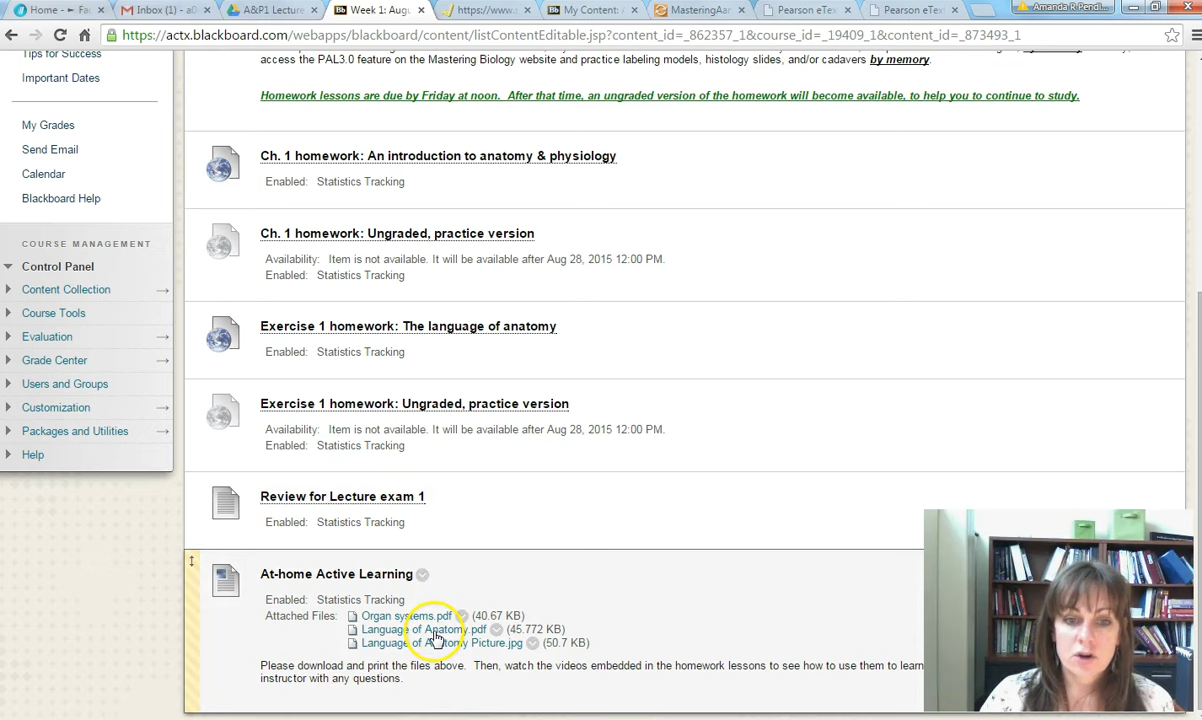 Home – Fa
Inbox (1) - a0
A&P1 Lecture
Week 1: Augu
https://www.s
My Content:
MasteringA
Pearson eTex
Pearson eTex
Amanda R Pendl...
https://actx.blackboard.com/webapps/blackboard/content/listContentEditable.jsp?content_id=_862357_1&course_id=_19409_1&content_id=_873493_1
Tips for Success
Important Dates
My Grades
Send Email
Calendar
Blackboard Help
COURSE MANAGEMENT
Control Panel
Content Collection
Course Tools
Evaluation
Grade Center
Users and Groups
Customization
Packages and Utilities
Help
access the PAL3.0 feature on the Mastering Biology website and practice labeling models, histology slides, and/or cadavers by memory.
Homework lessons are due by Friday at noon. After that time, an ungraded version of the homework will become available, to help you to continue to study.
Ch. 1 homework: An introduction to anatomy & physiology
Enabled: Statistics Tracking
Ch. 1 homework: Ungraded, practice version
Availability: Item is not available. It will be available after Aug 28, 2015 12:00 PM.
Enabled: Statistics Tracking
Exercise 1 homework: The language of anatomy
Enabled: Statistics Tracking
Exercise 1 homework: Ungraded, practice version
Availability: Item is not available. It will be available after Aug 28, 2015 12:00 PM.
Enabled: Statistics Tracking
Review for Lecture exam 1
Enabled: Statistics Tracking
At-home Active Learning
Enabled: Statistics Tracking
Attached Files: Organ systems.pdf (40.67 KB)
Language of Anatomy.pdf (45.772 KB)
Language of Anatomy Picture.jpg (50.7 KB)
Please download and print the files above. Then, watch the videos embedded in the homework lessons to see how to use them to learn
instructor with any questions.